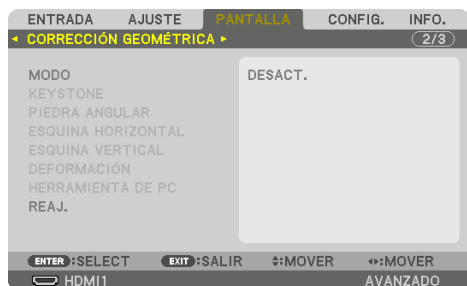 ENTRADA AJUSTE PANTALLA CONFIG. INFO.
CORRECCIÓN GEOMÉTRICA 2/3
MODO DESACT.
KEYSTONE
PIEDRA ANGULAR
ESQUINA HORIZONTAL
ESQUINA VERTICAL
DEFORMACIÓN
HERRAMIENTA DE PC
REAJ.
ENTER:SELECT EXIT:SALIR :MOVER :MOVER
HDMI1 AVANZADO